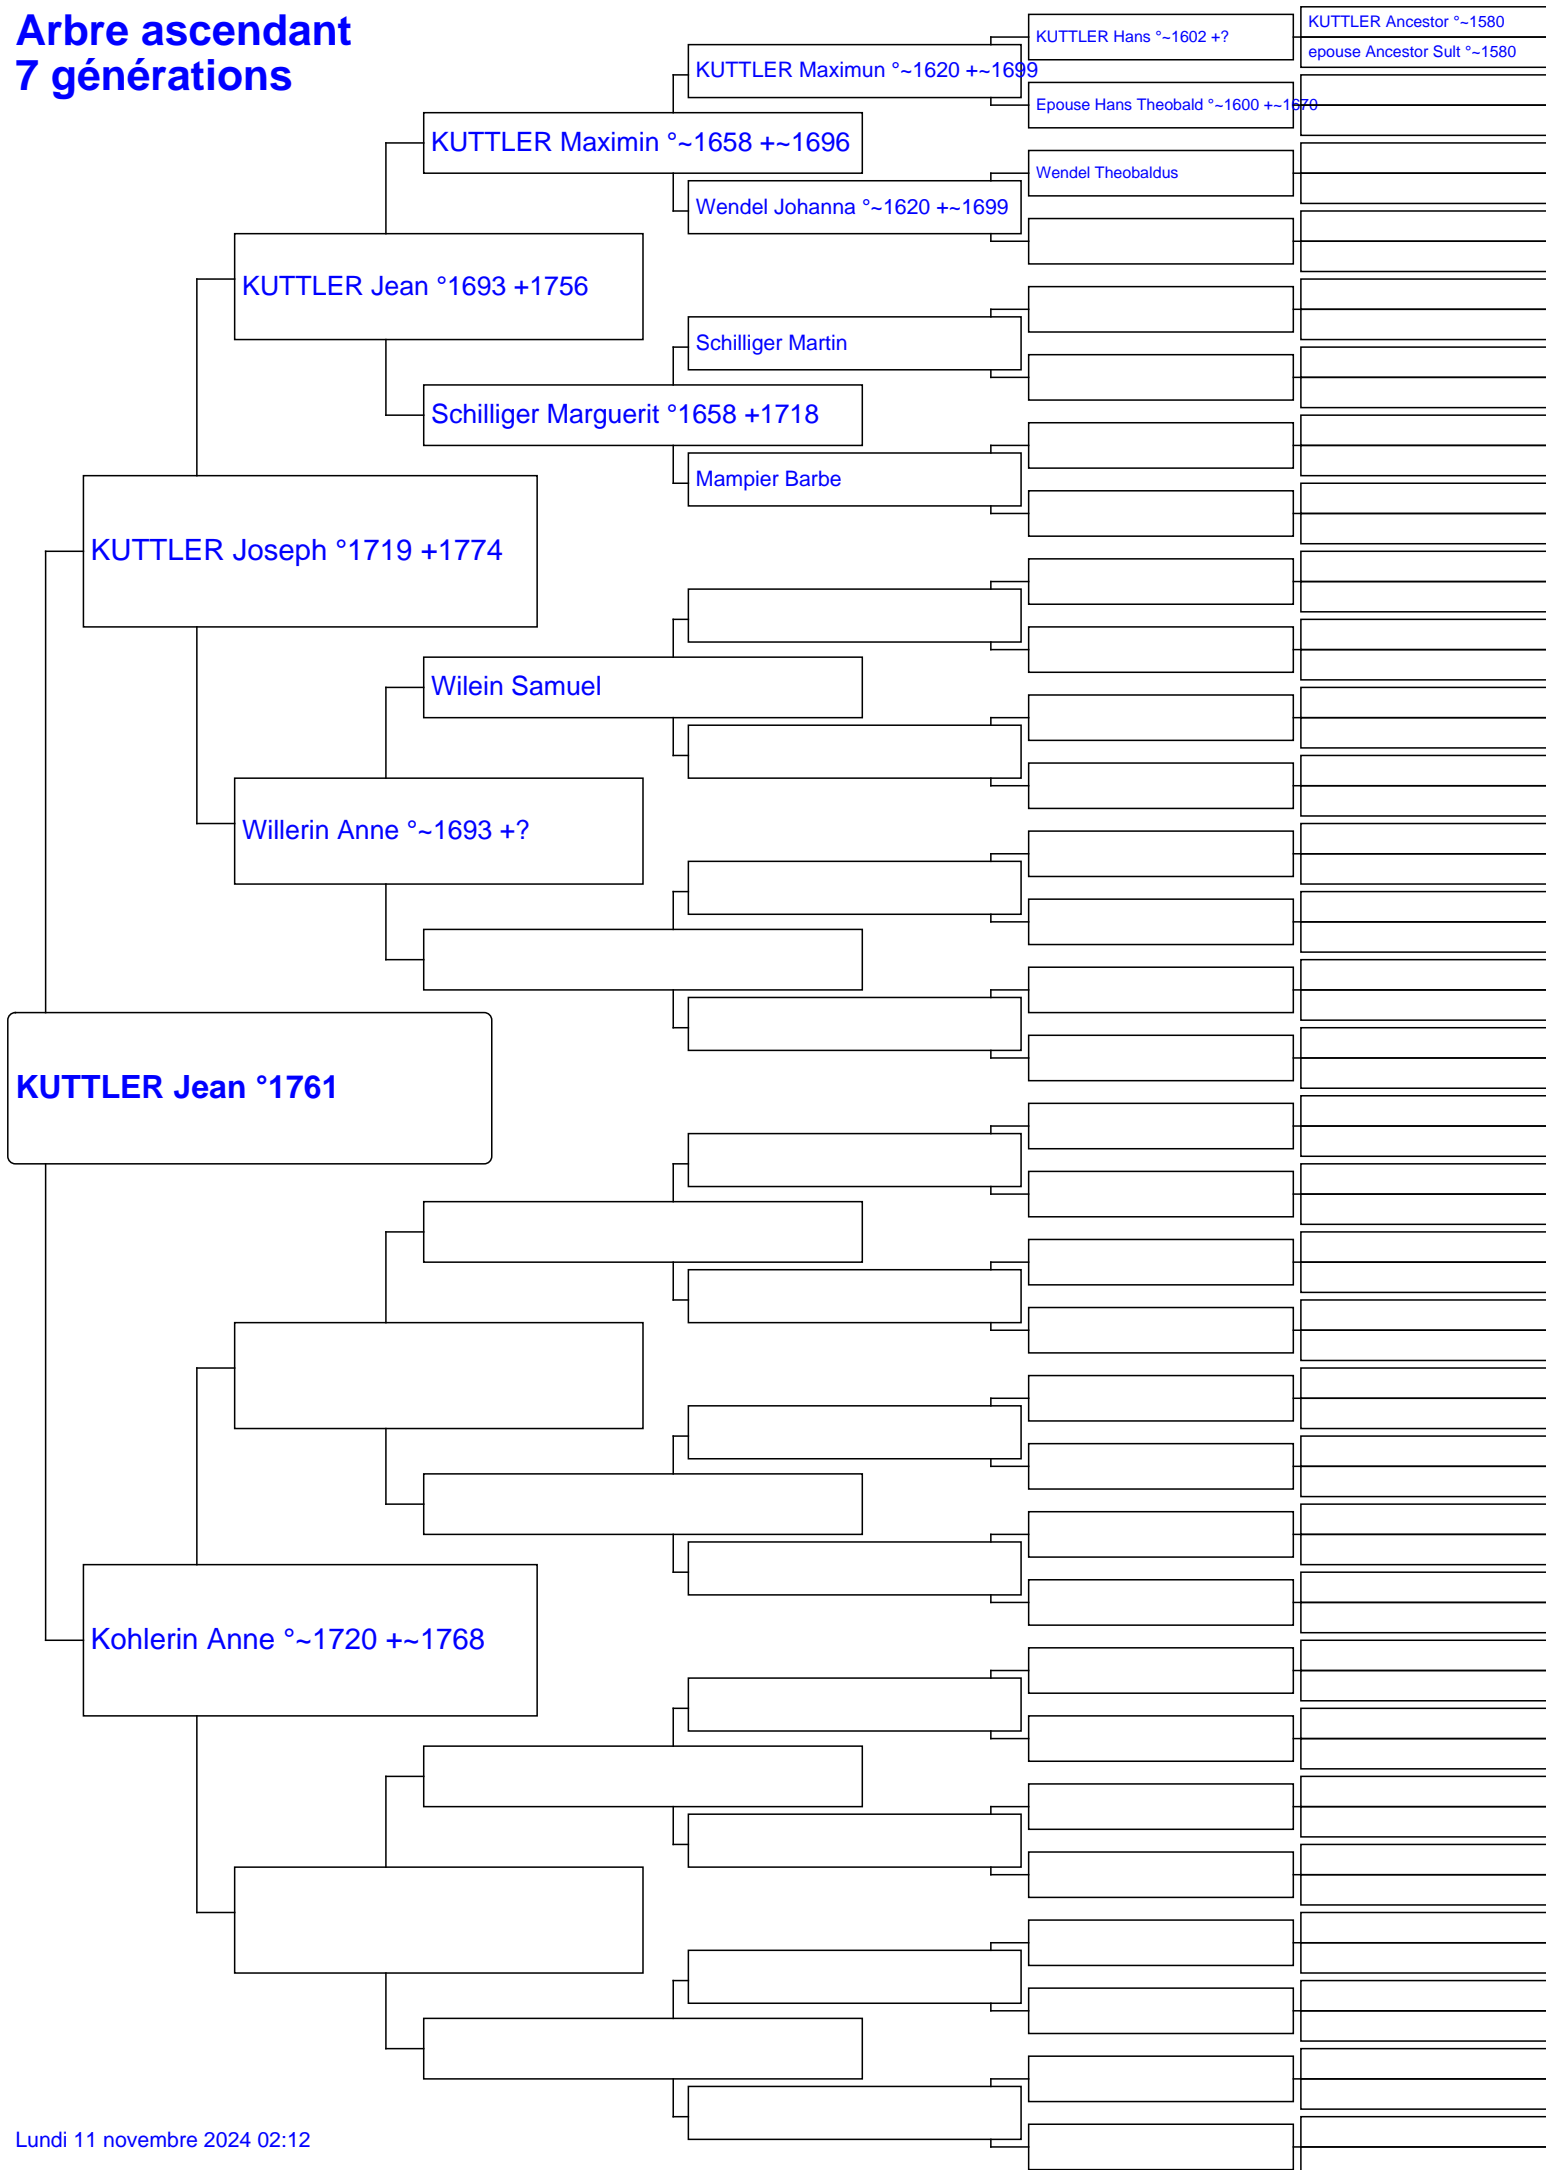 Arbre ascendant
7 générations
KUTTLER Ancestor °~1580
epouse Ancestor Sult °~1580
KUTTLER Hans °~1602 +?
KUTTLER Maximun °~1620 +~1699
Epouse Hans Theobald °~1600 +~1670
KUTTLER Maximin °~1658 +~1696
Wendel Theobaldus
Wendel Johanna °~1620 +~1699
KUTTLER Jean °1693 +1756
Schilliger Martin
Schilliger Marguerit °1658 +1718
Mampier Barbe
KUTTLER Joseph °1719 +1774
Wilein Samuel
Willerin Anne °~1693 +?
KUTTLER Jean °1761
Kohlerin Anne °~1720 +~1768
Lundi 11 novembre 2024 02:12